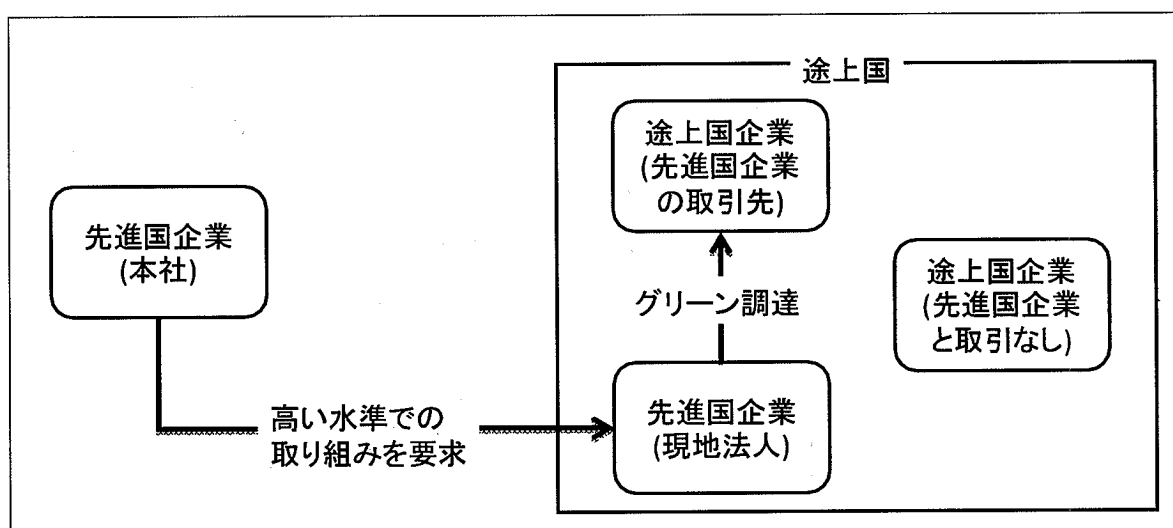 途上国
途上国企業
(先進国企業
の取引先)
先進国企業
(本社)
途上国企業
(先進国企業
と取引なし)
グリーン調達
高い水準での
取り組みを要求
先進国企業
(現地法人)